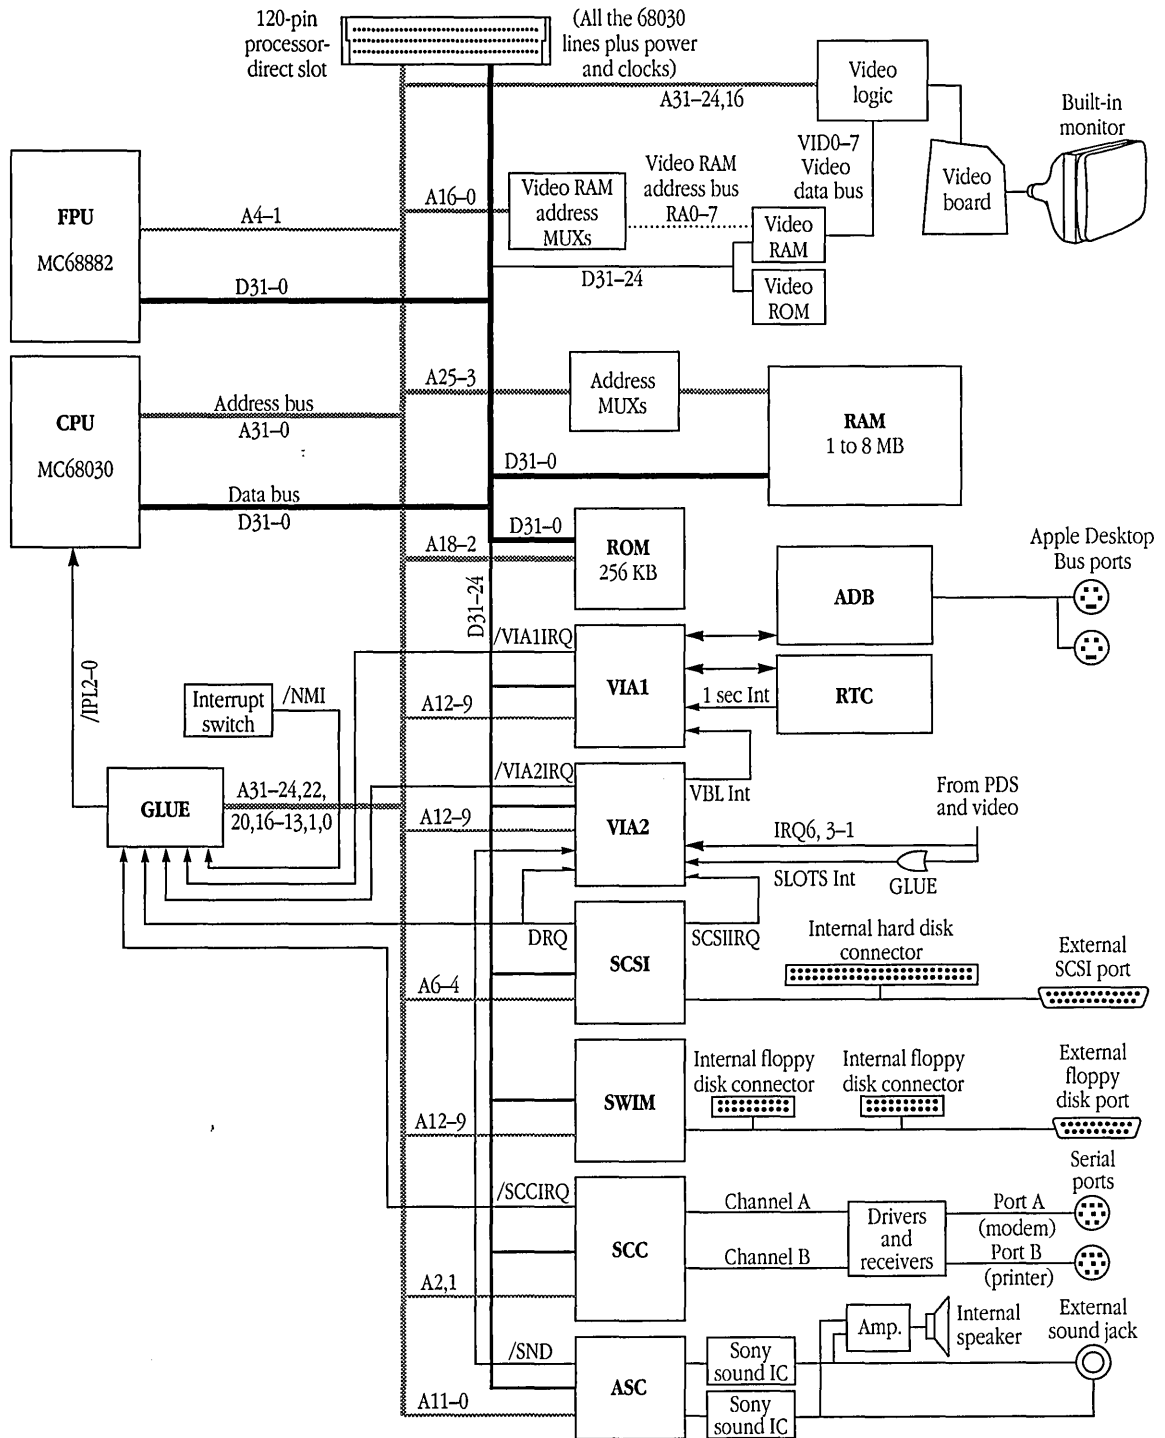 120-pin
processor-
direct slot
(All the 68030
lines plus power
and clocks)
A31–24,16
Video
logic
Built-in
monitor
VID0–7
Video
data bus
Video
board
FPU
MC68882
A4–1
D31–0
A16–0
Video RAM
address
MUXs
Video RAM
address bus
RA0–7
Video
RAM
D31–24
Video
ROM
CPU
MC68030
Address bus
A31–0
Data bus
D31–0
A25–3
Address
MUXs
RAM
1 to 8 MB
D31–0
D31–0
A18–2
ROM
256 KB
D31–24
ADB
Apple Desktop
Bus ports
/VIA1IRQ
VIA1
A12–9
1 sec Int
RTC
/IPL2–0
Interrupt
switch
/NMI
GLUE
A31–24,22,
20,16–13,1,0
/VIA2IRQ
VIA2
A12–9
VBL Int
From PDS
and video
IRQ6, 3–1
SLOTS Int
GLUE
DRQ
SCSI
SCSIIRQ
A6–4
Internal hard disk
connector
External
SCSI port
SWIM
A12–9
Internal floppy
disk connector
Internal floppy
disk connector
External
floppy
disk port
/SCCIRQ
SCC
A2,1
Channel A
Channel B
Drivers
and
receivers
Port A
(modem)
Port B
(printer)
Serial
ports
/SND
ASC
A11–0
Sony
sound IC
Sony
sound IC
Amp.
Internal
speaker
External
sound jack